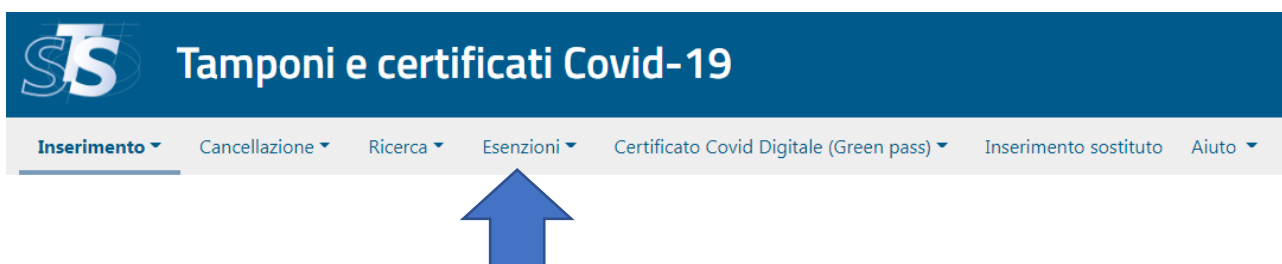 STS Tamponi e certificati Covid-19
Inserimento Cancellazione Ricerca Esenzioni Certificato Covid Digitale (Green pass) Inserimento sostituto Aiuto